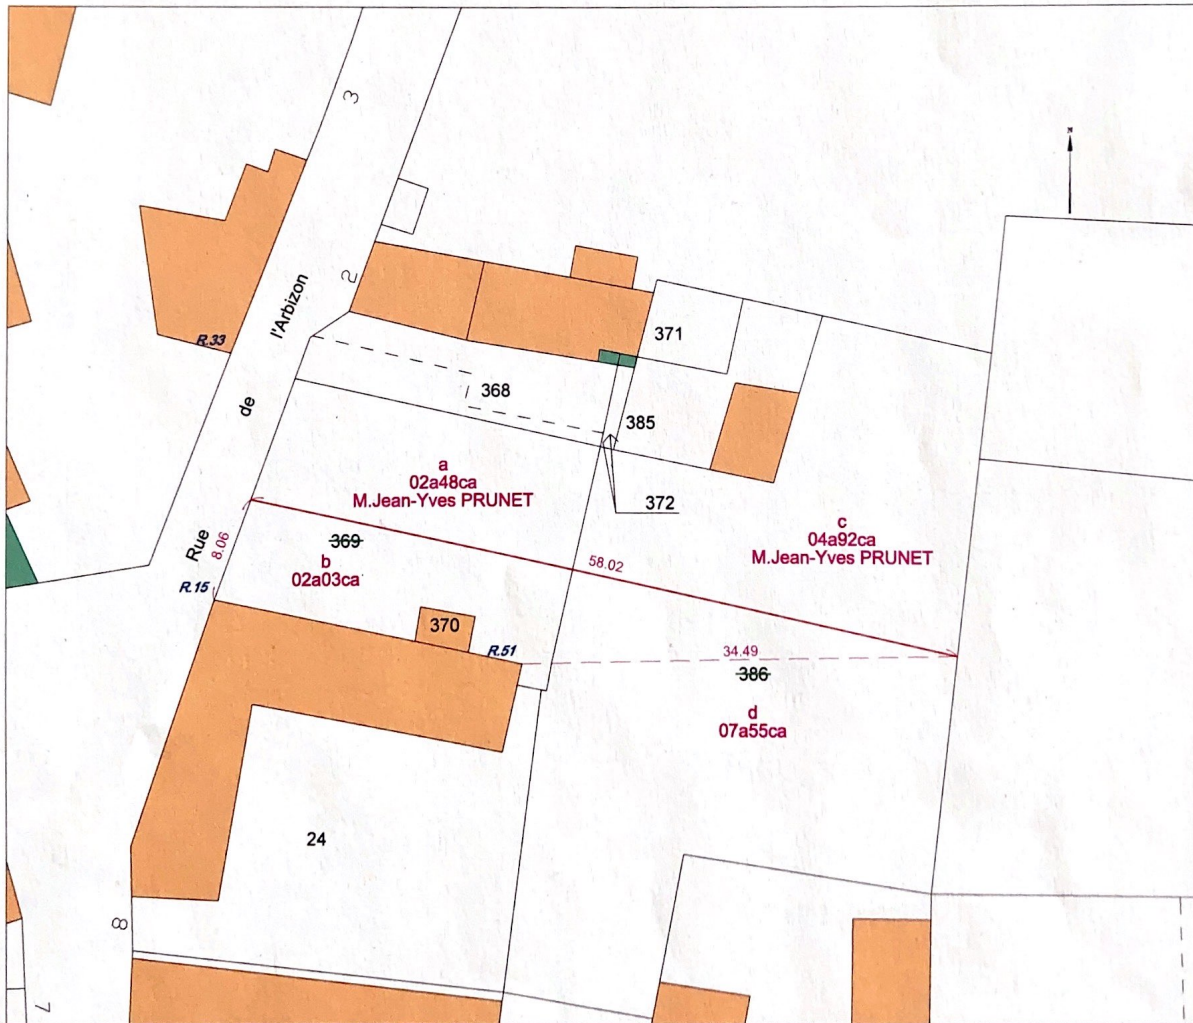 3
2
l'Arbizon
R.33
371
368
de
385
a
02a48ca
M.Jean-Yves PRUNET
372
c
04a92ca
M.Jean-Yves PRUNET
Rue
8.06
369
b
02a03ca
58.02
R.15
370
R.51
34.49
386
d
07a55ca
24
8
7